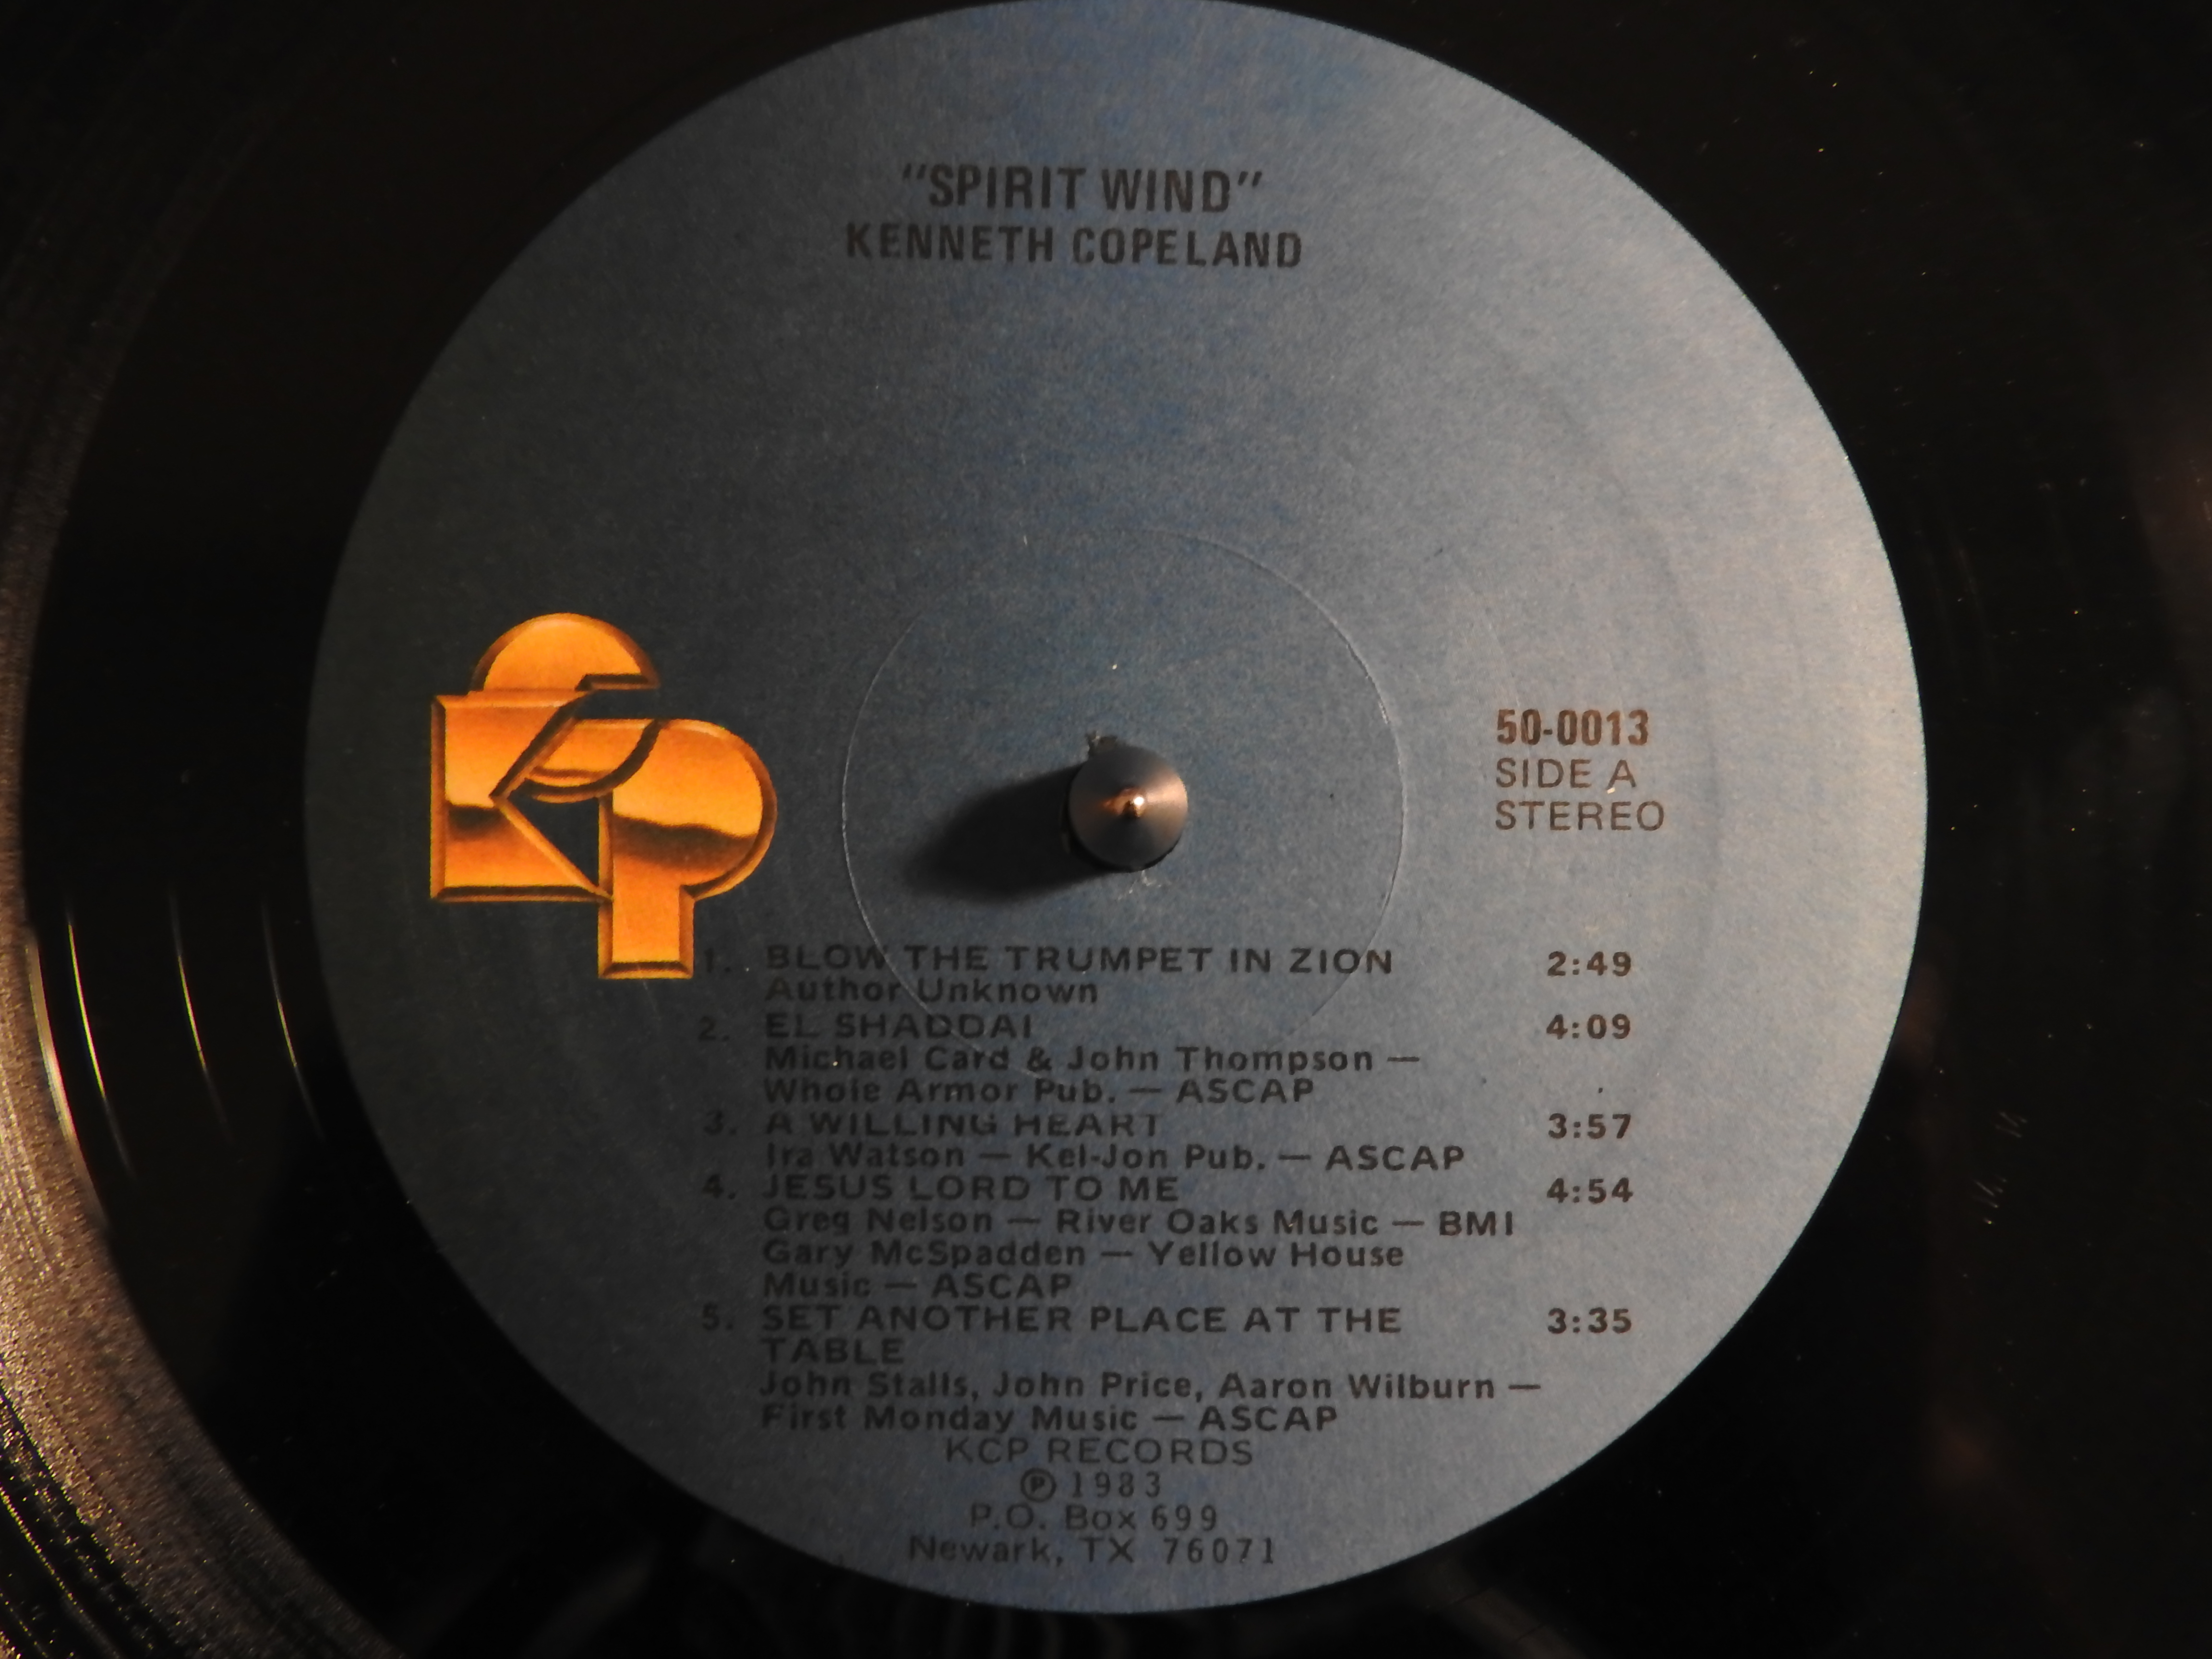 "SPIRIT WIND"
KENNETH COPELAND
KCP
50-0013
SIDE A
STEREO
1. BLOW THE TRUMPET IN ZION 2:49
Author Unknown
2. EL SHADDAI 4:09
Michael Card & John Thompson —
Whole Armor Pub. — ASCAP
3. A WILLING HEART 3:57
Ira Watson — Kel-Jon Pub. — ASCAP
4. JESUS LORD TO ME 4:54
Greg Nelson — River Oaks Music — BMI
Gary McSpadden — Yellow House
Music — ASCAP
5. SET ANOTHER PLACE AT THE 3:35
TABLE
John Stalls, John Price, Aaron Wilburn —
First Monday Music — ASCAP
KCP RECORDS
℗ 1983
P.O. Box 699
Newark, TX 76071